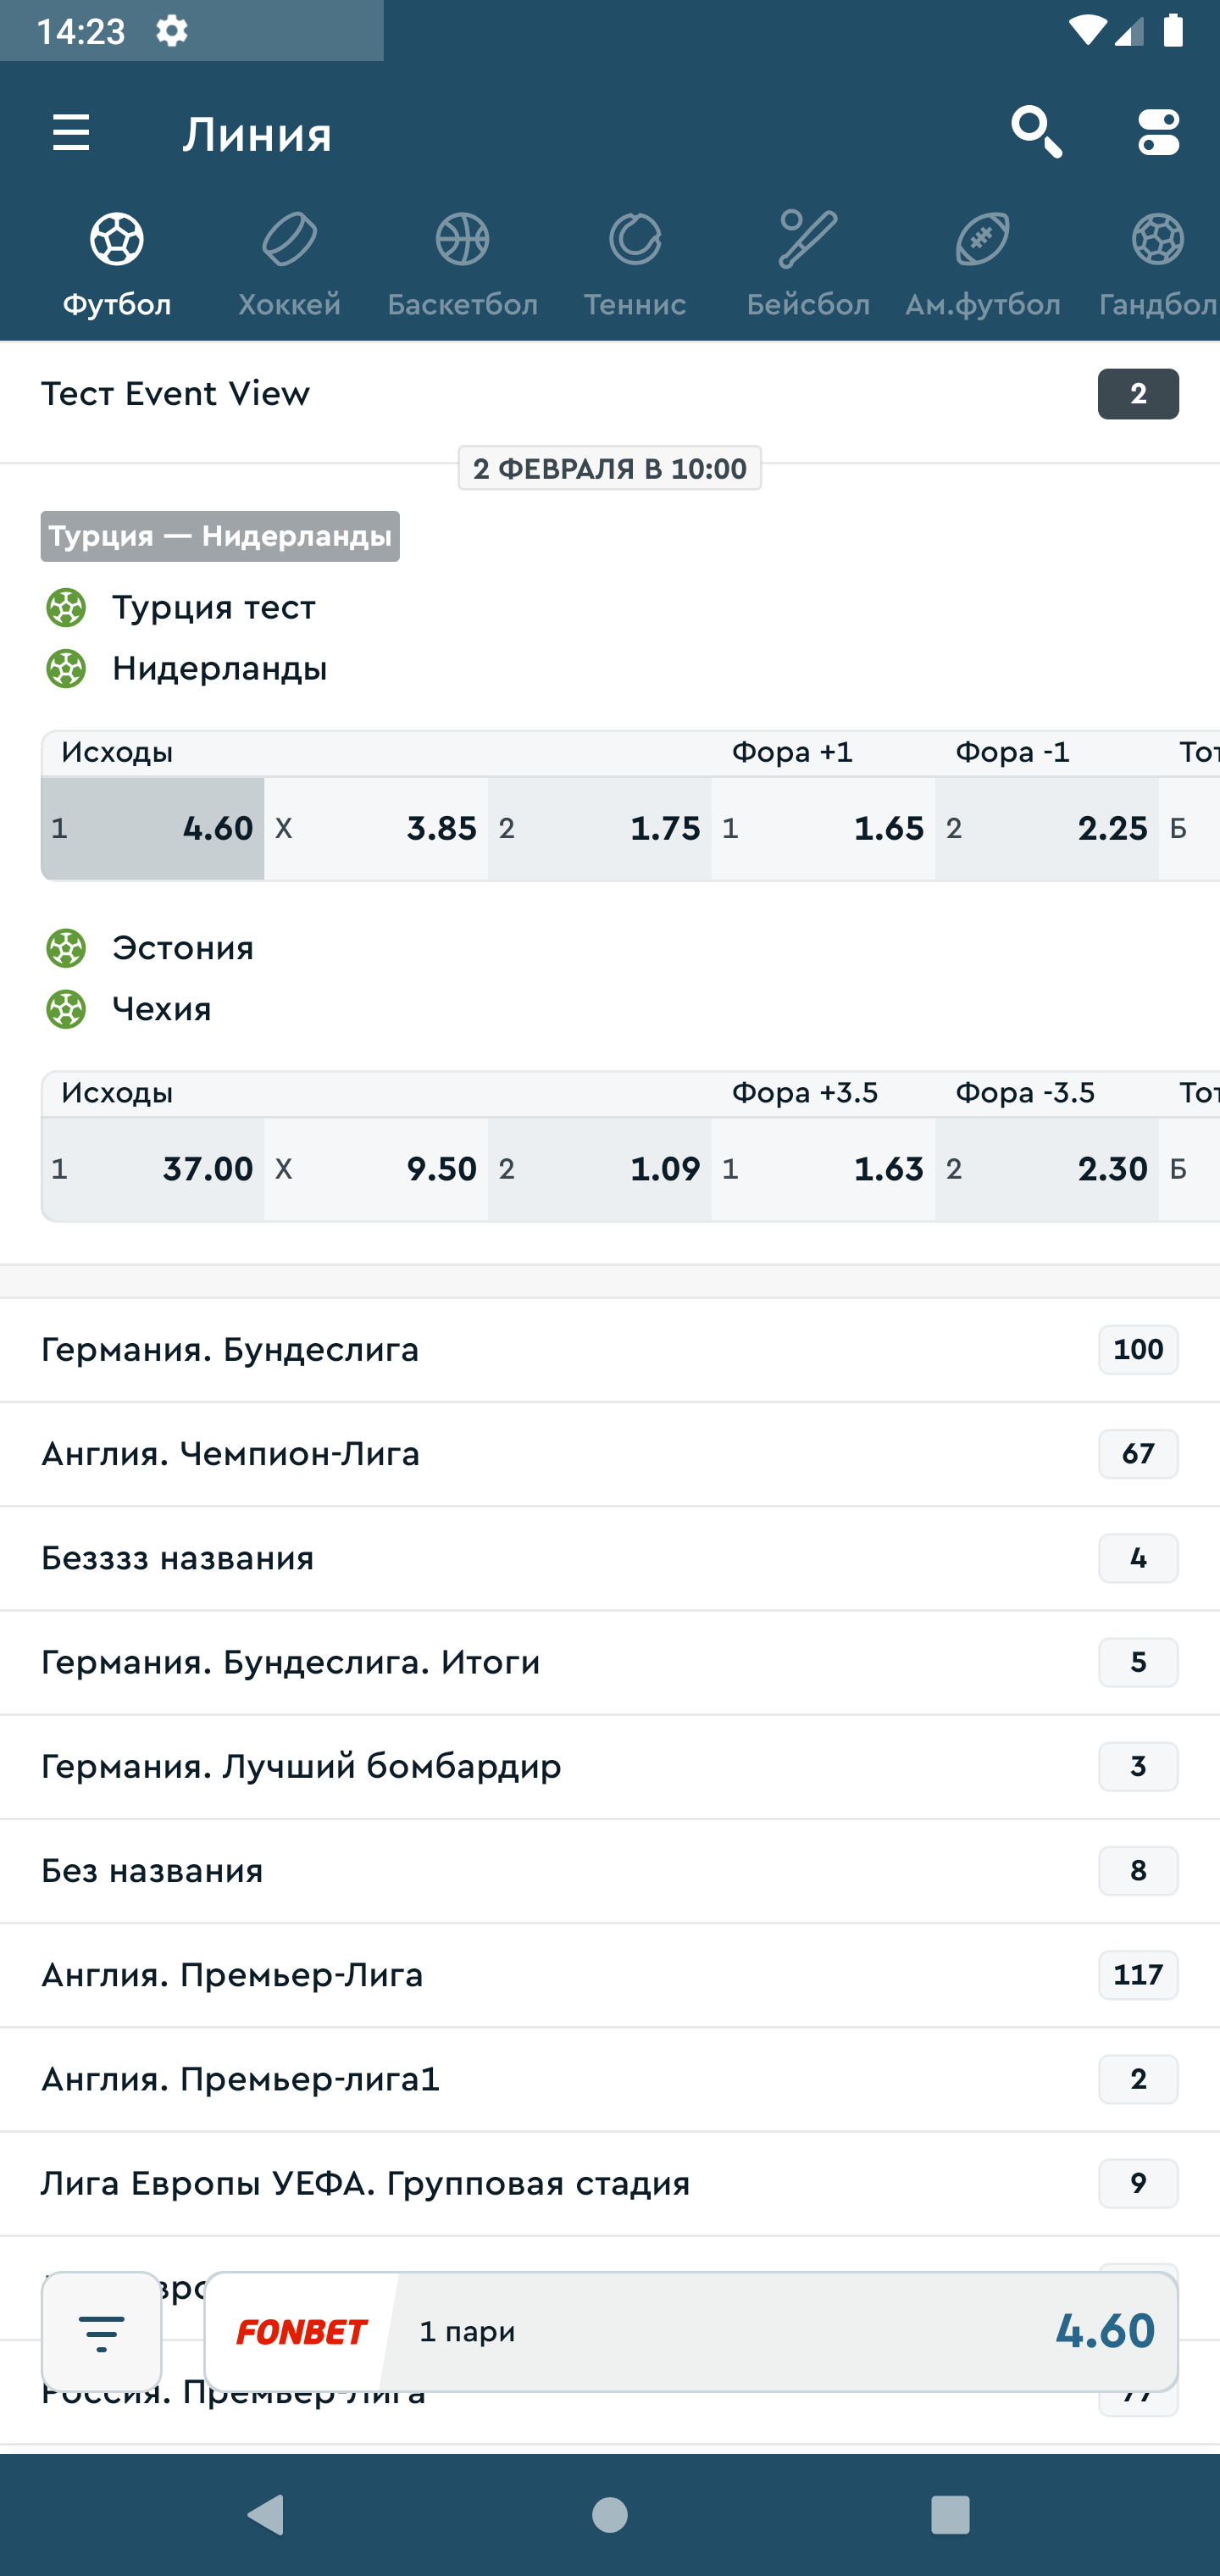 14:23
Линия
Футбол Хоккей Баскетбол Теннис Бейсбол Ам.футбол Гандбол
Тест Event View 2
2 ФЕВРАЛЯ В 10:00
Турция — Нидерланды
Турция тест
Нидерланды
Исходы Фора +1 Фора -1
1 4.60 X 3.85 2 1.75 1 1.65 2 2.25 Б
Эстония
Чехия
Исходы Фора +3.5 Фора -3.5
1 37.00 X 9.50 2 1.09 1 1.63 2 2.30 Б
Германия. Бундеслига 100
Англия. Чемпион-Лига 67
Безззз названия 4
Германия. Бундеслига. Итоги 5
Германия. Лучший бомбардир 3
Без названия 8
Англия. Премьер-Лига 117
Англия. Премьер-лига1 2
Лига Европы УЕФА. Групповая стадия 9
FONBET 1 пари 4.60
Россия. Премьер-Лига 77